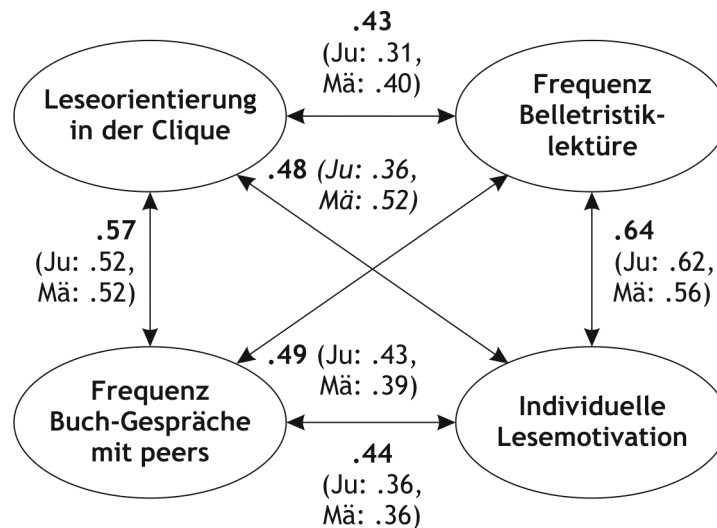 .43
(Ju: .31,
Mä: .40)
Leseorientierung
in der Clique
Frequenz
Belletristik-
lektüre
.48 (Ju: .36,
Mä: .52)
.57
(Ju: .52,
Mä: .52)
.64
(Ju: .62,
Mä: .56)
.49 (Ju: .43,
Mä: .39)
Frequenz
Buch-Gespräche
mit peers
Individuelle
Lesemotivation
.44
(Ju: .36,
Mä: .36)